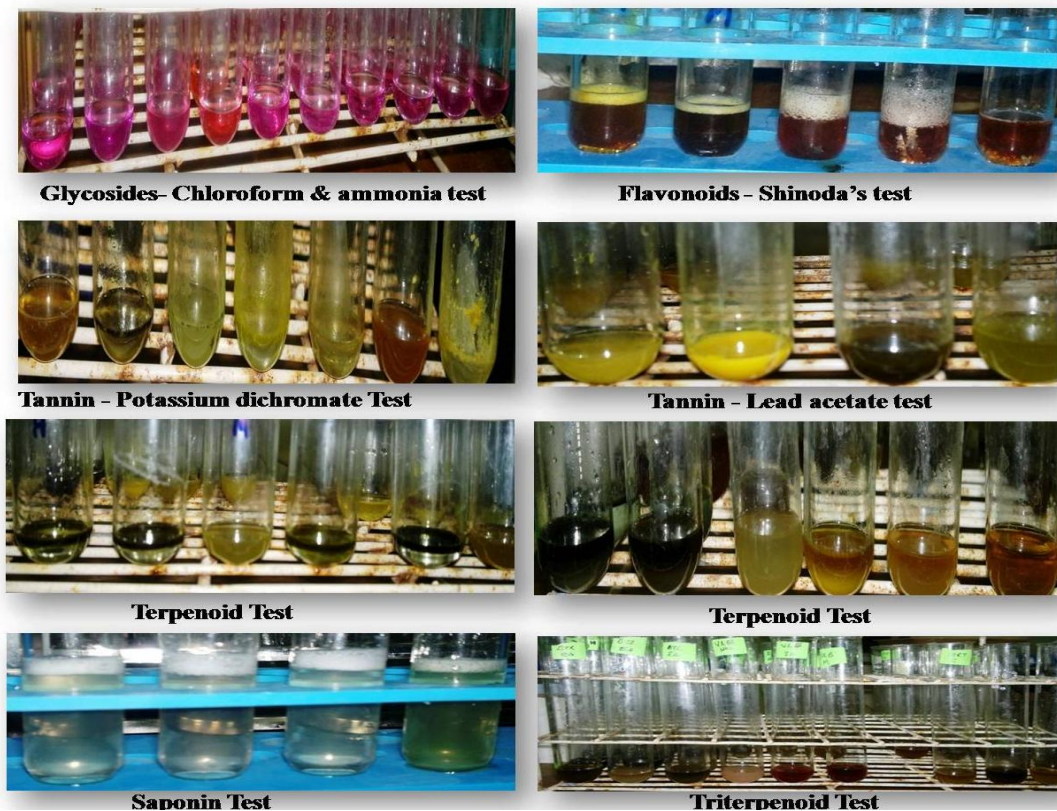 Glycosides- Chloroform & ammonia test
Flavonoids - Shinoda's test
Tannin - Potassium dichromate Test
Tannin - Lead acetate test
Terpenoid Test
Terpenoid Test
Saponin Test
Triterpenoid Test